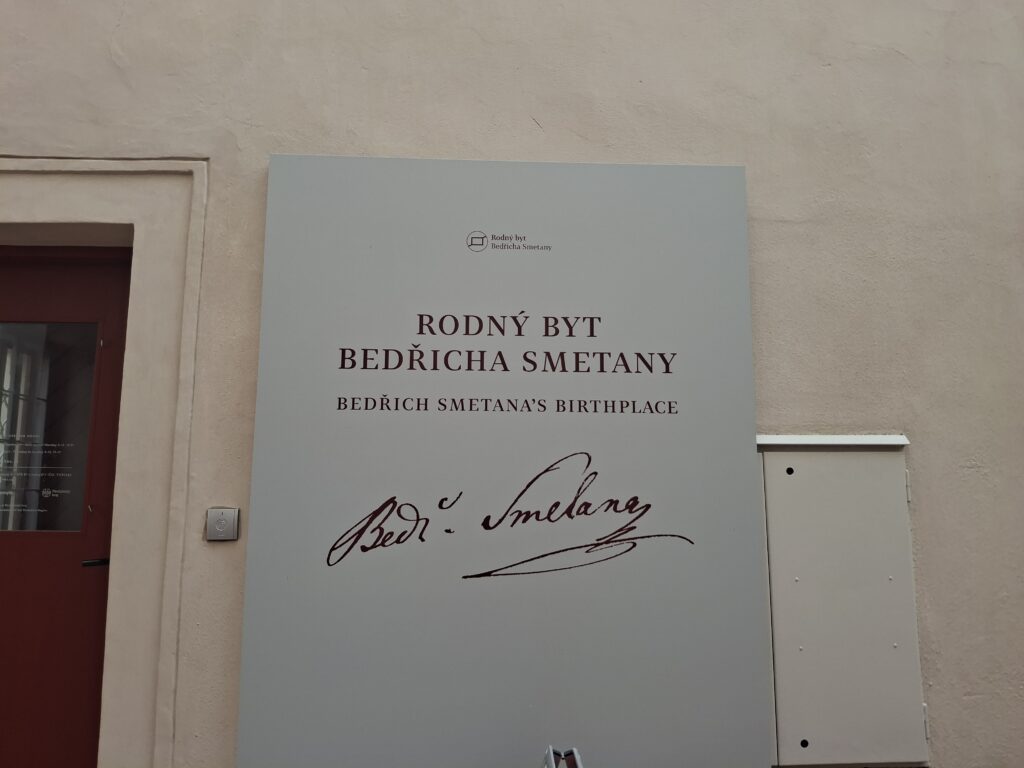 Rodný byt
Bedřicha Smetany
RODNÝ BYT
BEDŘICHA SMETANY
BEDŘICH SMETANA'S BIRTHPLACE
Bedř. Smetana